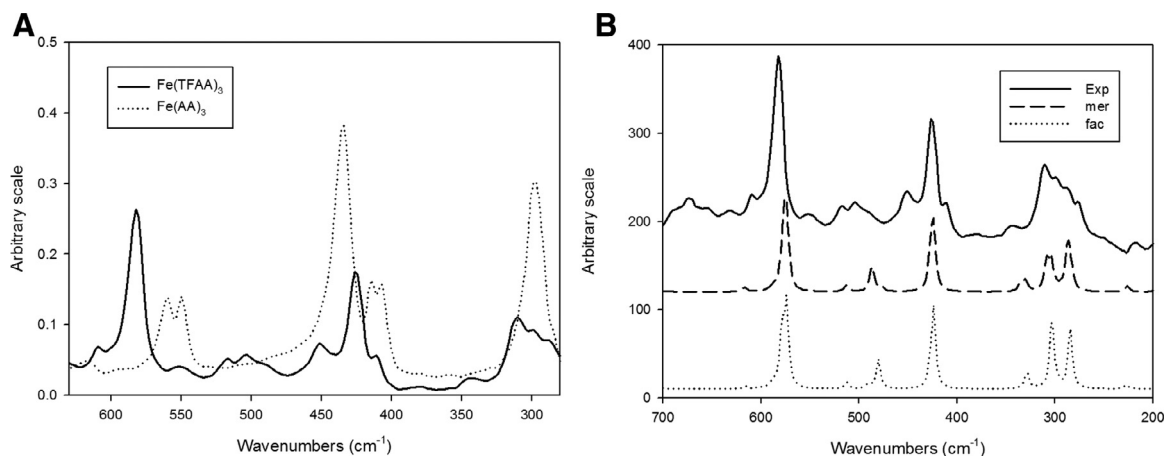 A
0.5
0.4
0.3
0.2
0.1
0.0
Arbitrary scale
Fe(TFAA)₃
Fe(AA)₃
600 550 500 450 400 350 300
Wavenumbers (cm⁻¹)
B
400
300
200
100
0
Arbitrary scale
Exp
mer
fac
700 600 500 400 300 200
Wavenumbers (cm⁻¹)